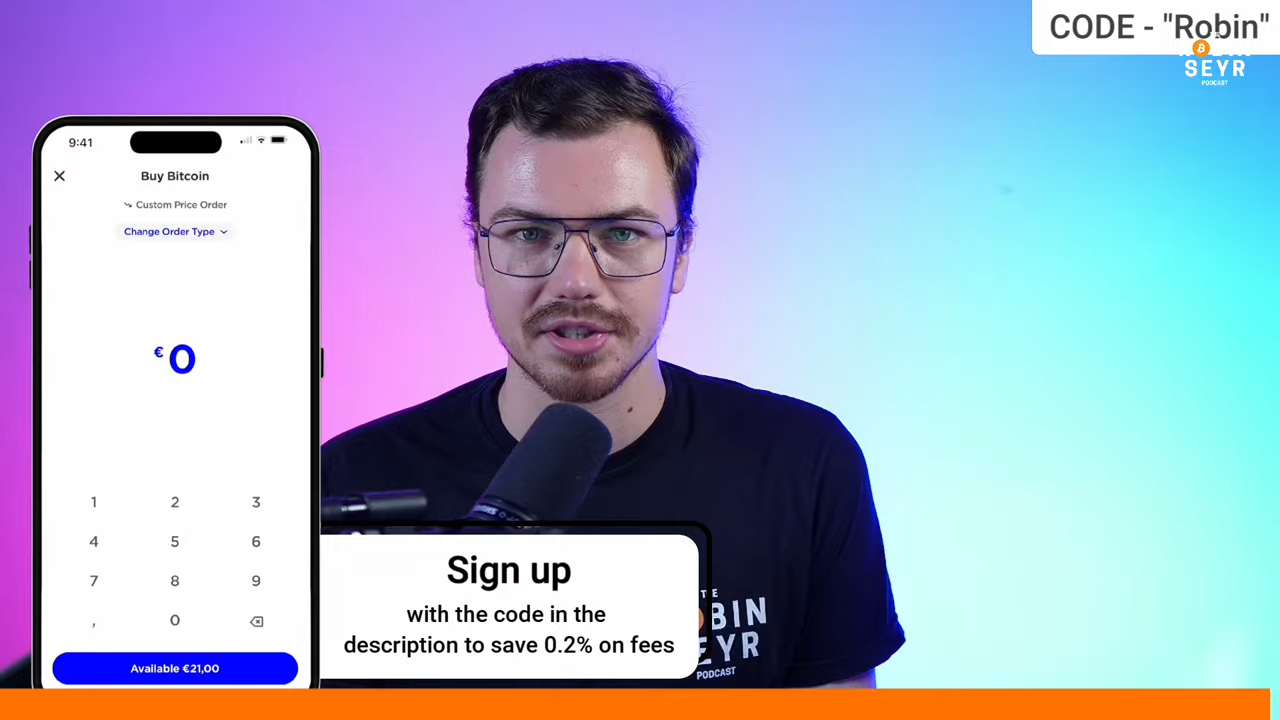 CODE - "Robin"
SEYR
PODCAST
9:41
Buy Bitcoin
Custom Price Order
Change Order Type
€ 0
1 2 3
4 5 6
7 8 9
, 0
Available €21,00
Sign up
with the code in the
description to save 0.2% on fees
BIN
EYR
PODCAST